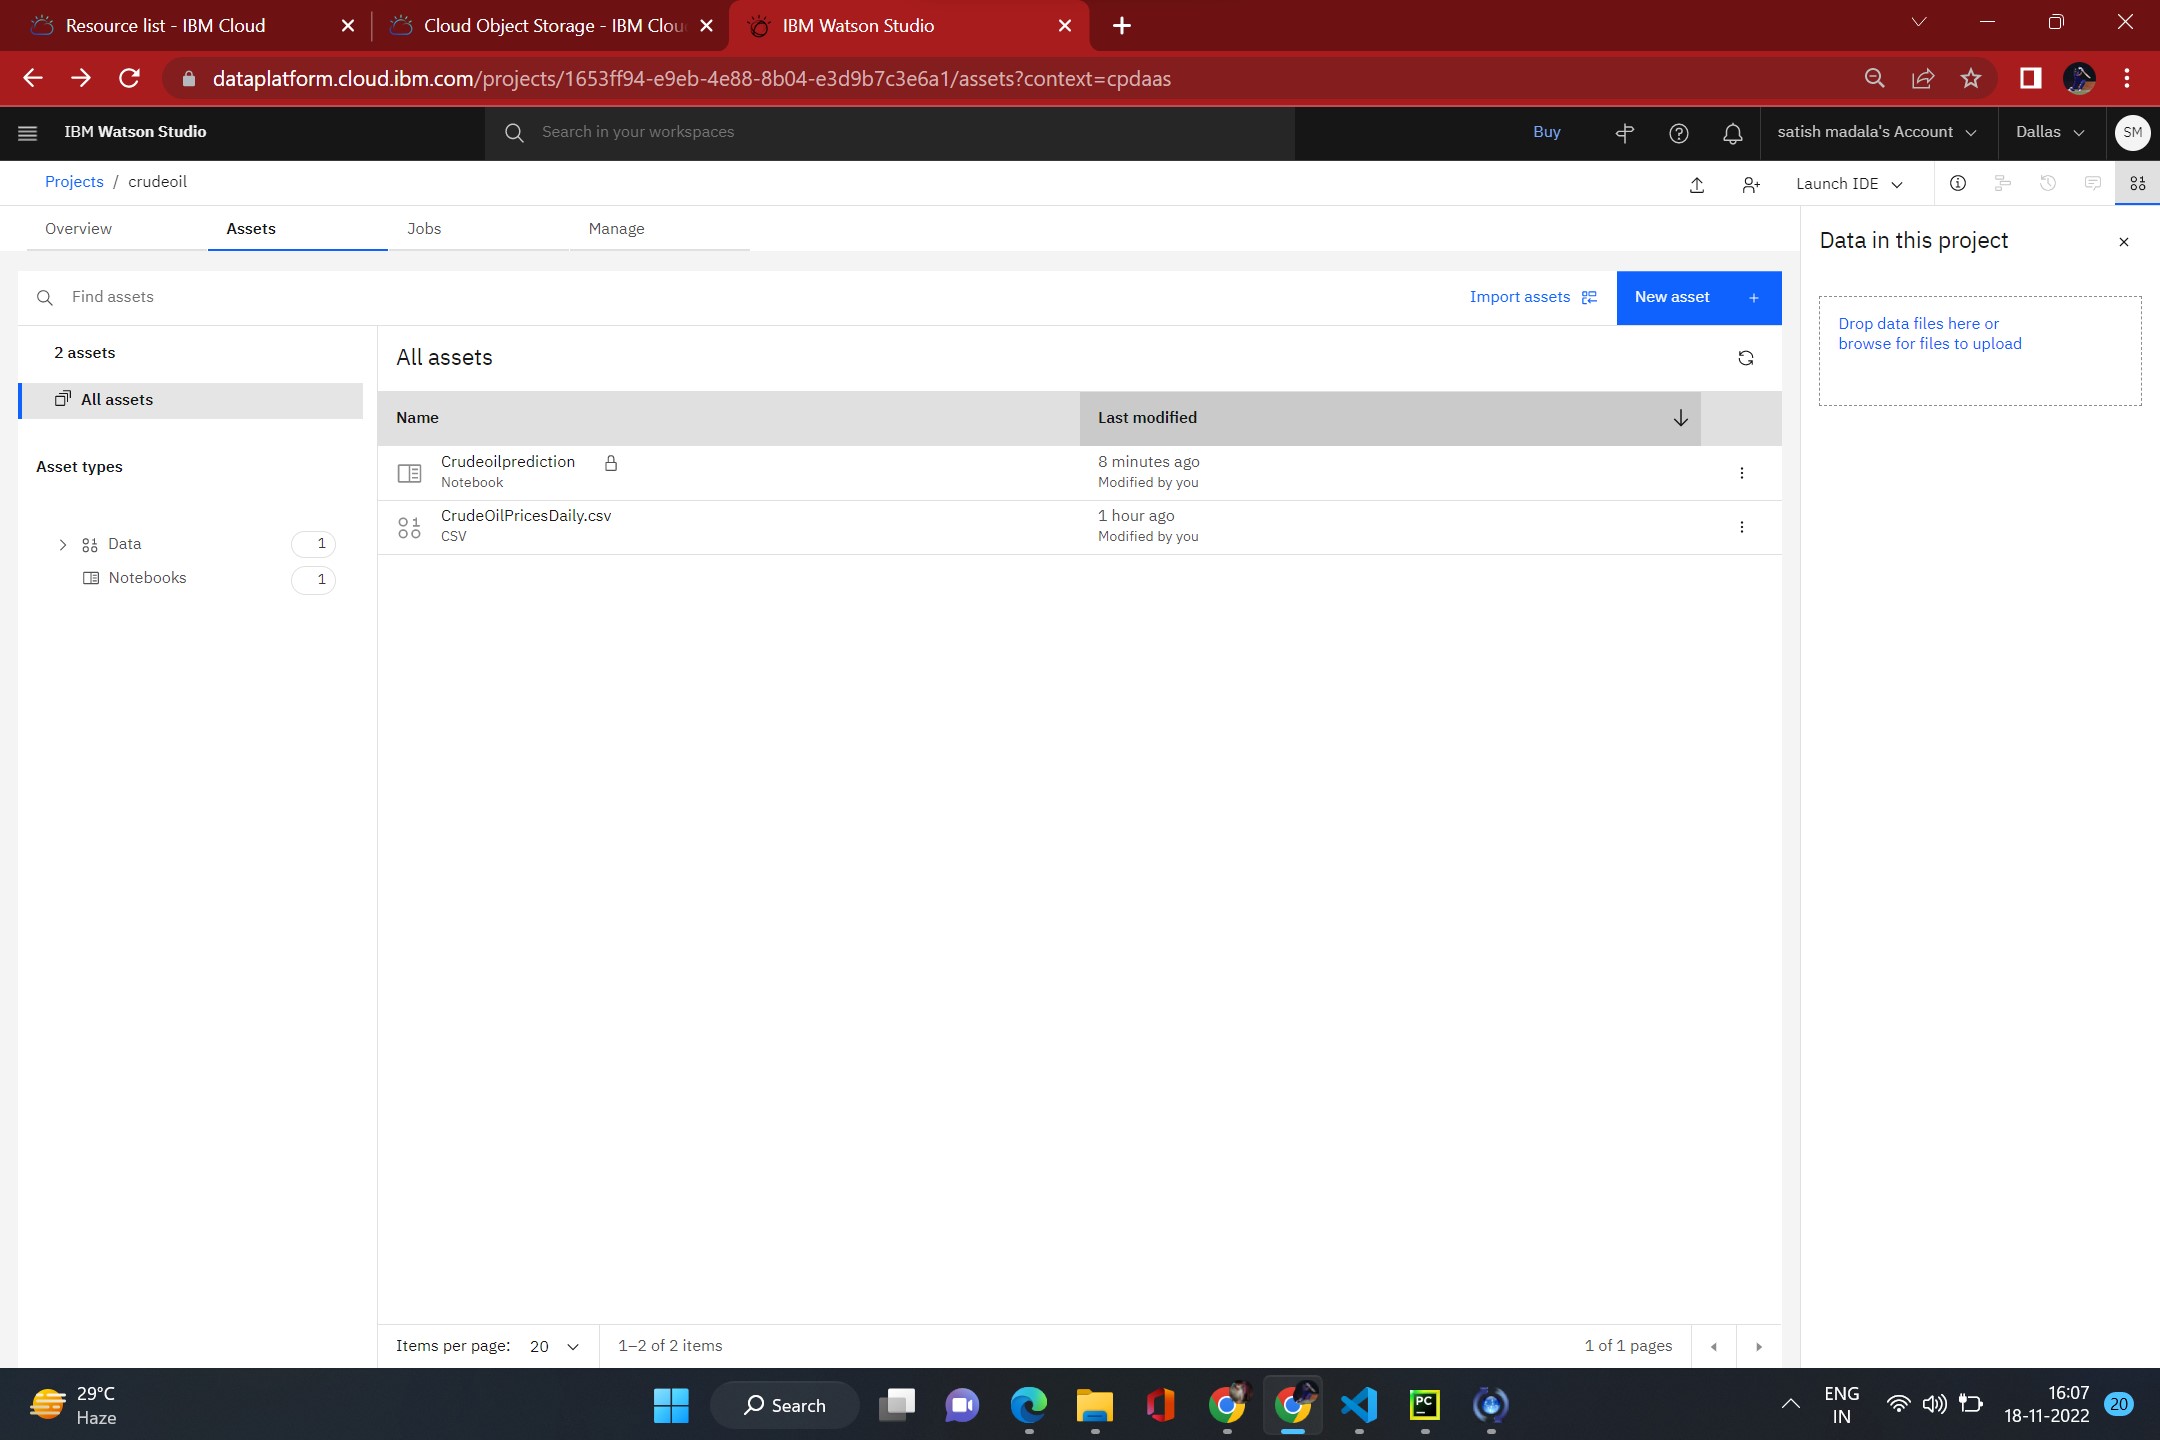 Resource list - IBM Cloud
Cloud Object Storage - IBM Clou
IBM Watson Studio
dataplatform.cloud.ibm.com/projects/1653ff94-e9eb-4e88-8b04-e3d9b7c3e6a1/assets?context=cpdaas
IBM Watson Studio
Search in your workspaces
Buy
satish madala's Account
Dallas
SM
Projects / crudeoil
Launch IDE
Overview
Assets
Jobs
Manage
Data in this project
Find assets
Import assets
New asset +
Drop data files here or
browse for files to upload
2 assets
All assets
All assets
Name
Last modified
Asset types
Crudeoilprediction
Notebook
8 minutes ago
Modified by you
CrudeOilPricesDaily.csv
CSV
1 hour ago
Modified by you
Data 1
Notebooks 1
Items per page: 20
1–2 of 2 items
1 of 1 pages
29°C
Haze
Search
PC
ENG
IN
16:07
18-11-2022
20